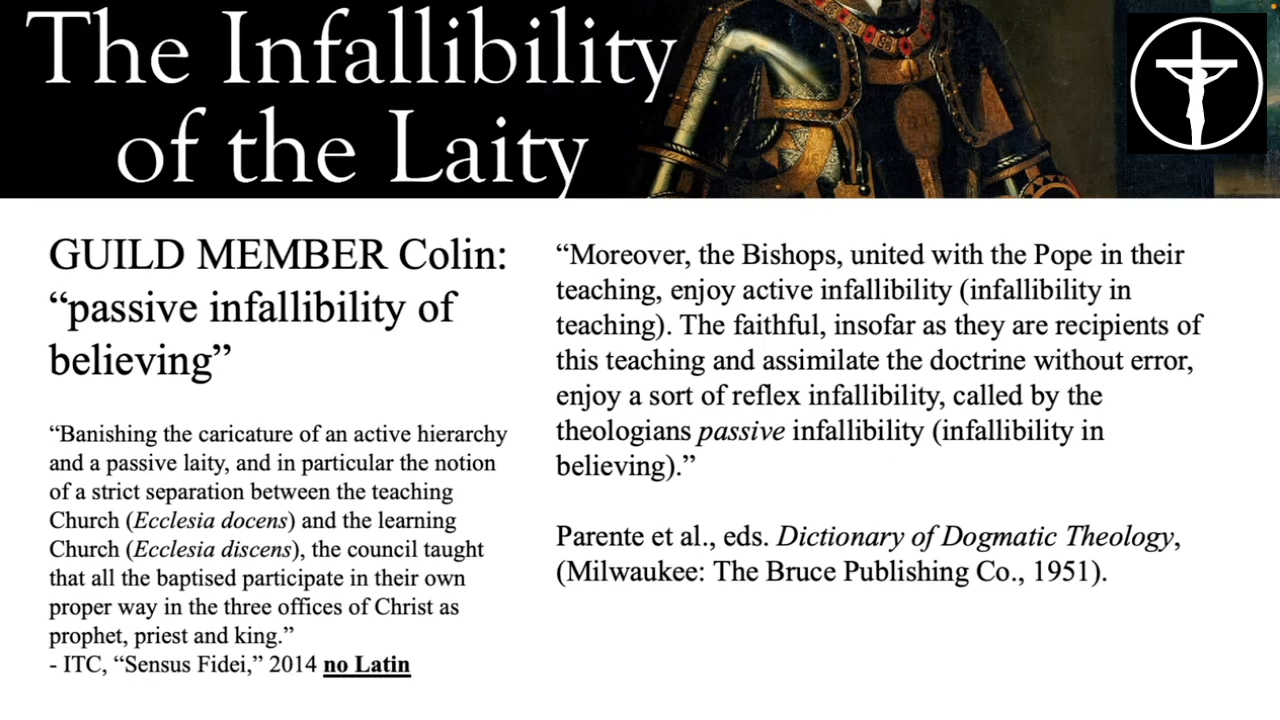 The Infallibility
of the Laity
GUILD MEMBER Colin:
“passive infallibility of
believing”
“Banishing the caricature of an active hierarchy
and a passive laity, and in particular the notion
of a strict separation between the teaching
Church (Ecclesia docens) and the learning
Church (Ecclesia discens), the council taught
that all the baptised participate in their own
proper way in the three offices of Christ as
prophet, priest and king.”
- ITC, “Sensus Fidei,” 2014 no Latin
“Moreover, the Bishops, united with the Pope in their
teaching, enjoy active infallibility (infallibility in
teaching). The faithful, insofar as they are recipients of
this teaching and assimilate the doctrine without error,
enjoy a sort of reflex infallibility, called by the
theologians passive infallibility (infallibility in
believing).”
Parente et al., eds. Dictionary of Dogmatic Theology,
(Milwaukee: The Bruce Publishing Co., 1951).